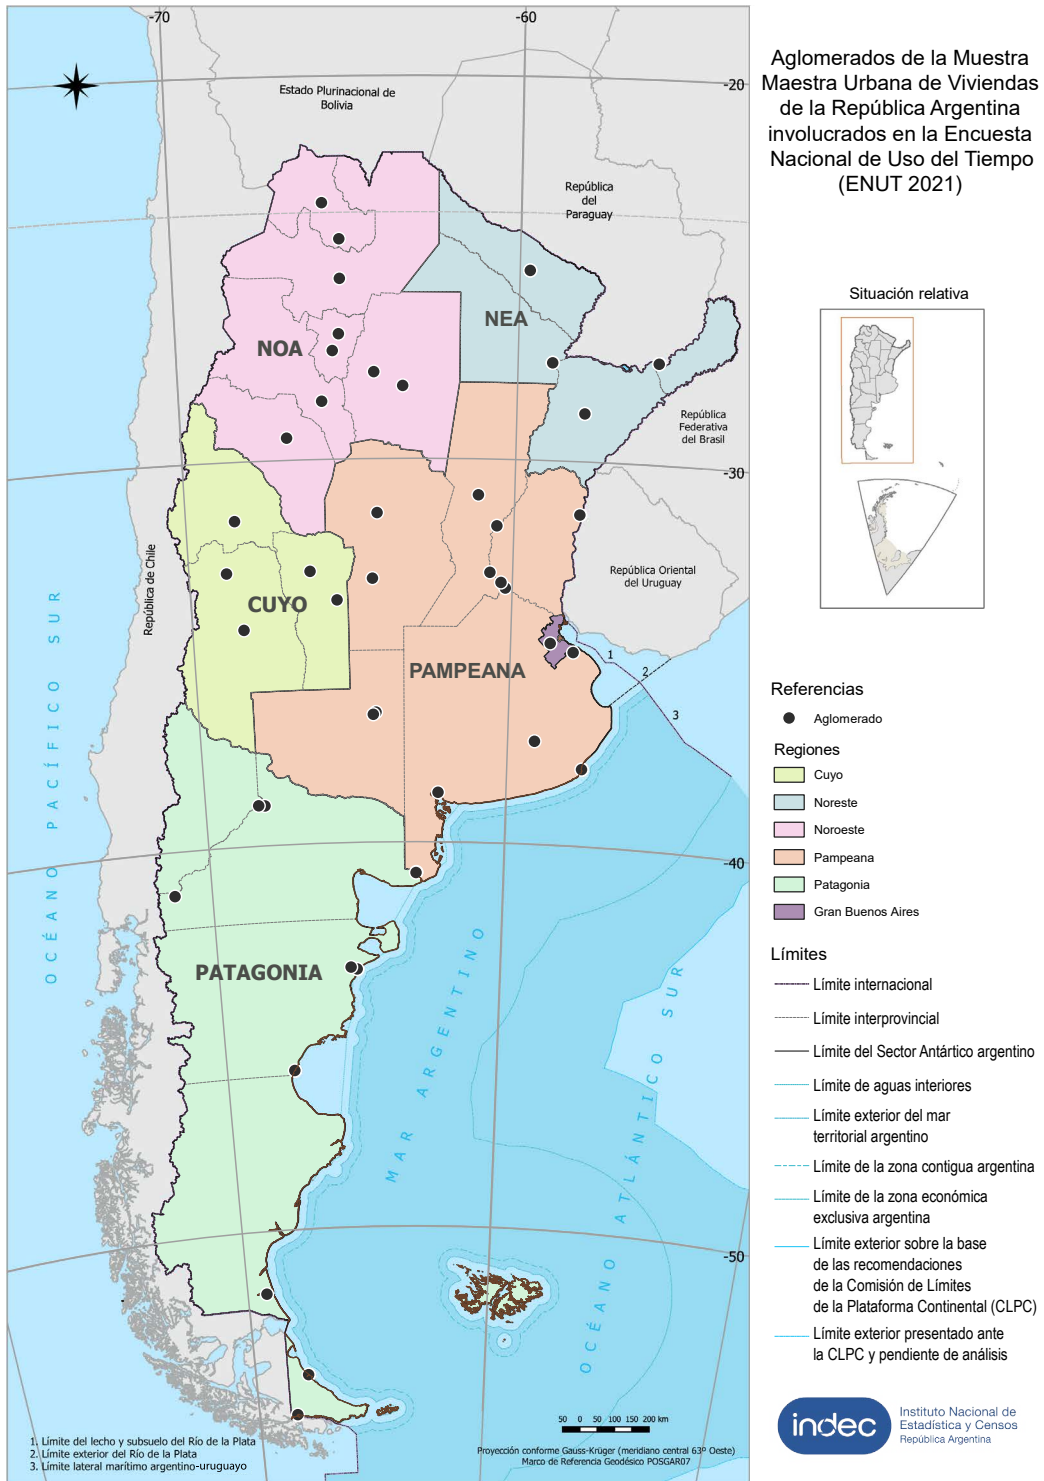 Aglomerados de la Muestra
Maestra Urbana de Viviendas
de la República Argentina
involucrados en la Encuesta
Nacional de Uso del Tiempo
(ENUT 2021)
-70
-60
-20
-30
-40
-50
Estado Plurinacional de
Bolivia
República
del
Paraguay
República
Federativa
del Brasil
República Oriental
del Uruguay
República de Chile
NOA
NEA
CUYO
PAMPEANA
PATAGONIA
OCÉANO PACÍFICO SUR
MAR ARGENTINO
OCÉANO ATLÁNTICO SUR
1
2
3
Situación relativa
Referencias
Aglomerado
Regiones
Cuyo
Noreste
Noroeste
Pampeana
Patagonia
Gran Buenos Aires
Límites
Límite internacional
Límite interprovincial
Límite del Sector Antártico argentino
Límite de aguas interiores
Límite exterior del mar
territorial argentino
Límite de la zona contigua argentina
Límite de la zona económica
exclusiva argentina
Límite exterior sobre la base
de las recomendaciones
de la Comisión de Límites
de la Plataforma Continental (CLPC)
Límite exterior presentado ante
la CLPC y pendiente de análisis
1. Límite del lecho y subsuelo del Río de la Plata
2. Límite exterior del Río de la Plata
3. Límite lateral marítimo argentino-uruguayo
50 0 50 100 150 200 km
Proyección conforme Gauss-Krüger (meridiano central 63º Oeste)
Marco de Referencia Geodésico POSGAR07
indec
Instituto Nacional de
Estadística y Censos
República Argentina